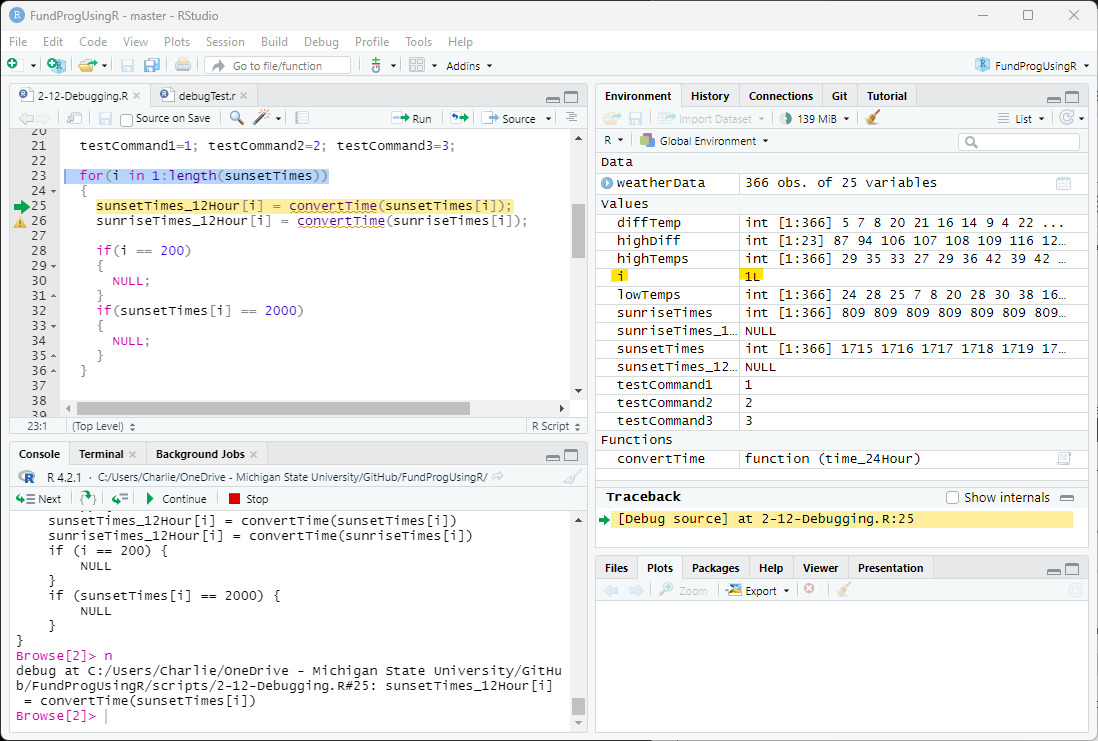 FundProgUsingR - master - RStudio
File Edit Code View Plots Session Build Debug Profile Tools Help
Go to file/function Addins FundProgUsingR
2-12-Debugging.R debugTest.r
Source on Save Run Source
20
21 testCommand1=1; testCommand2=2; testCommand3=3;
22
23 for(i in 1:length(sunsetTimes))
24 {
25 sunsetTimes_12Hour[i] = convertTime(sunsetTimes[i]);
26 sunriseTimes_12Hour[i] = convertTime(sunriseTimes[i]);
27
28 if(i == 200)
29 {
30 NULL;
31 }
32 if(sunsetTimes[i] == 2000)
33 {
34 NULL;
35 }
36 }
37
38
39
23:1 (Top Level) R Script
Console Terminal Background Jobs
R 4.2.1 · C:/Users/Charlie/OneDrive - Michigan State University/GitHub/FundProgUsingR/
Next Continue Stop
sunsetTimes_12Hour[i] = convertTime(sunsetTimes[i])
sunriseTimes_12Hour[i] = convertTime(sunriseTimes[i])
if (i == 200) {
NULL
}
if (sunsetTimes[i] == 2000) {
NULL
}
}
Browse[2]> n
debug at C:/Users/Charlie/OneDrive - Michigan State University/GitHu
b/FundProgUsingR/scripts/2-12-Debugging.R#25: sunsetTimes_12Hour[i]
= convertTime(sunsetTimes[i])
Browse[2]>
Environment History Connections Git Tutorial
Import Dataset 139 MiB List
R Global Environment
Data
weatherData 366 obs. of 25 variables
Values
diffTemp int [1:366] 5 7 8 20 21 16 14 9 4 22 ...
highDiff int [1:23] 87 94 106 107 108 109 116 12…
highTemps int [1:366] 29 35 33 27 29 36 42 39 42 …
i 1L
lowTemps int [1:366] 24 28 25 7 8 20 28 30 38 16…
sunriseTimes int [1:366] 809 809 809 809 809 809 809…
sunriseTimes_1… NULL
sunsetTimes int [1:366] 1715 1716 1717 1718 1719 17…
sunsetTimes_12… NULL
testCommand1 1
testCommand2 2
testCommand3 3
Functions
convertTime function (time_24Hour)
Traceback Show internals
[Debug source] at 2-12-Debugging.R:25
Files Plots Packages Help Viewer Presentation
Zoom Export